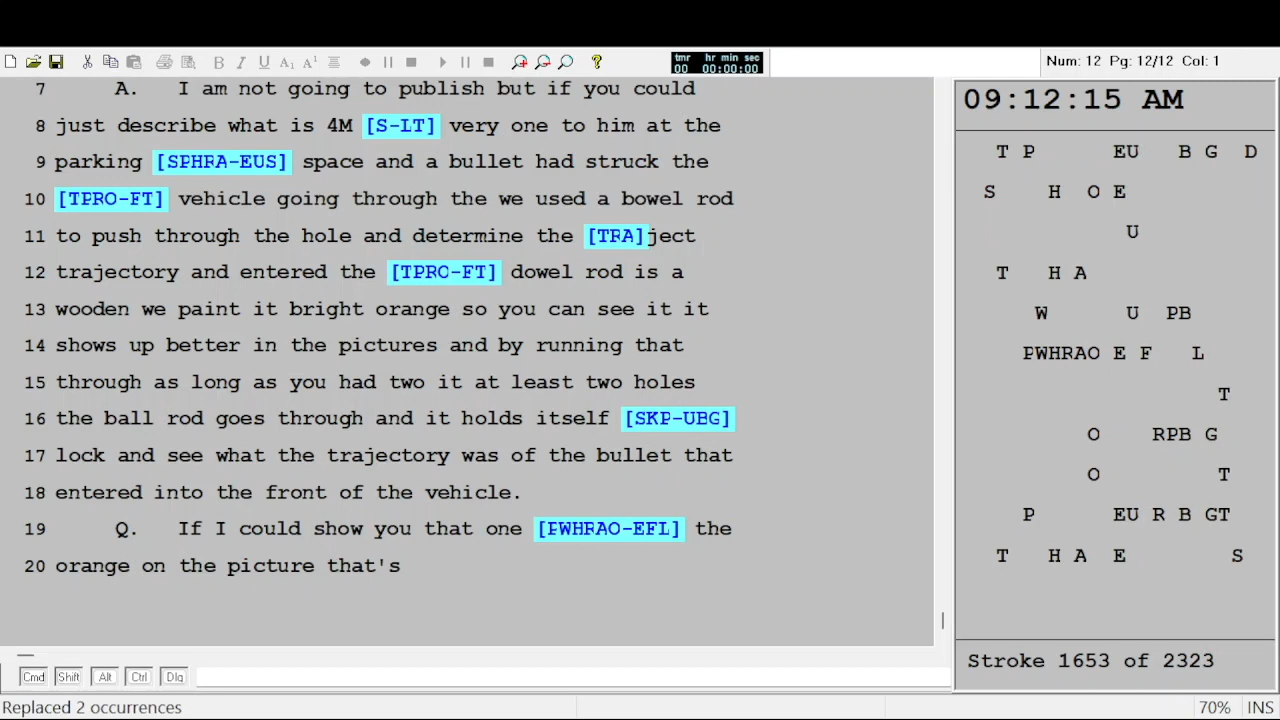 tmr hr min sec
00 00:00:00
Num: 12 Pg: 12/12 Col: 1
7 A. I am not going to publish but if you could
8 just describe what is 4M [S-LT] very one to him at the
9 parking [SPHRA-EUS] space and a bullet had struck the
10 [TPRO-FT] vehicle going through the we used a bowel rod
11 to push through the hole and determine the [TRA]ject
12 trajectory and entered the [TPRO-FT] dowel rod is a
13 wooden we paint it bright orange so you can see it it
14 shows up better in the pictures and by running that
15 through as long as you had two it at least two holes
16 the ball rod goes through and it holds itself [SKP-UBG]
17 lock and see what the trajectory was of the bullet that
18 entered into the front of the vehicle.
19 Q. If I could show you that one [PWHRAO-EFL] the
20 orange on the picture that's
09:12:15 AM
T P EU B G D
S H O E
U
T H A
W U PB
PWHRAO E F L
T
O RPB G
O T
P EU R B GT
T H A E S
Stroke 1653 of 2323
Cmd Shift Alt Ctrl Dlg
Replaced 2 occurrences 70% INS